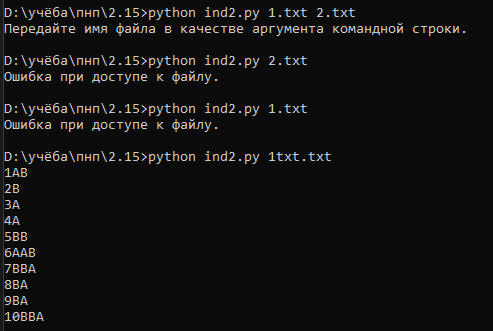 D:\учёба\пнп\2.15>python ind2.py 1.txt 2.txt
Передайте имя файла в качестве аргумента командной строки.
D:\учёба\пнп\2.15>python ind2.py 2.txt
Ошибка при доступе к файлу.
D:\учёба\пнп\2.15>python ind2.py 1.txt
Ошибка при доступе к файлу.
D:\учёба\пнп\2.15>python ind2.py 1txt.txt
1AB
2B
3A
4A
5BB
6AAB
7BBA
8BA
9BA
10BBA